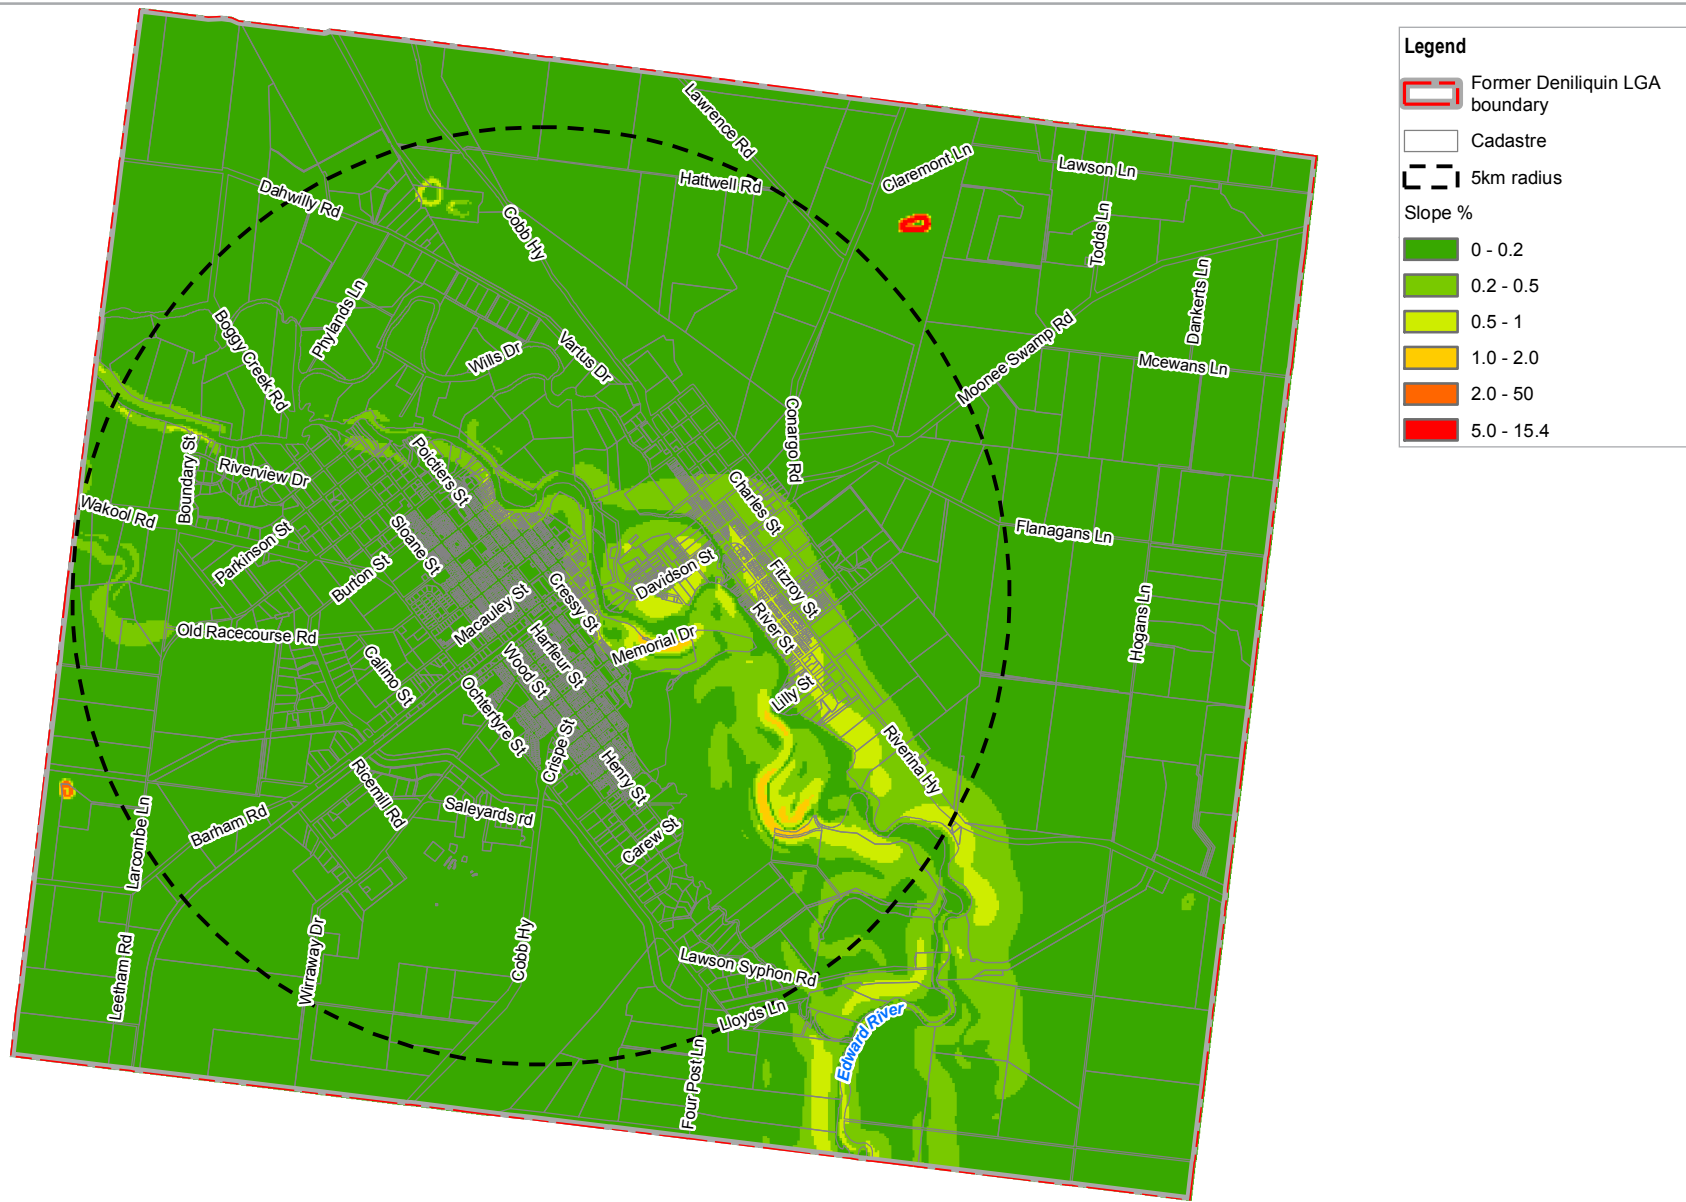 Legend
Former Deniliquin LGA
boundary
Cadastre
5km radius
Slope %
0 - 0.2
0.2 - 0.5
0.5 - 1
1.0 - 2.0
2.0 - 50
5.0 - 15.4
Lawrence Rd
Claremont Ln
Lawson Ln
Hattwell Rd
Dahwilly Rd
Cobb Hy
Todds Ln
Dankerts Ln
Phylands Ln
Boggy Creek Rd
Wills Dr
Vartus Dr
Moonee Swamp Rd
Mcewans Ln
Conargo Rd
Poictiers St
Boundary St
Riverview Dr
Charles St
Wakool Rd
Sloane St
Flanagans Ln
Parkinson St
Burton St
Davidson St
Fitzroy St
Cressy St
Macauley St
River St
Old Racecourse Rd
Harfleur St
Memorial Dr
Hogans Ln
Wood St
Calimo St
Lilly St
Ochtertyre St
Crispe St
Henry St
Riverina Hy
Ricemill Rd
Saleyards rd
Barham Rd
Larcombe Ln
Carew St
Leetham Rd
Wirraway Dr
Cobb Hy
Lawson Syphon Rd
Lloyds Ln
Edward River
Four Post Ln